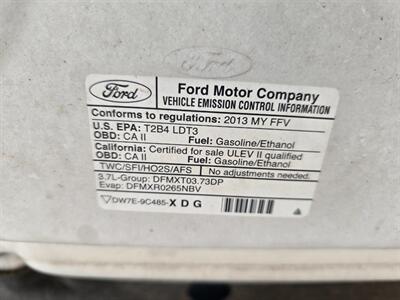 Ford
Ford
Ford Motor Company
VEHICLE EMISSION CONTROL INFORMATION
Conforms to regulations: 2013 MY FFV
U.S. EPA: T2B4 LDT3
OBD: CA II Fuel: Gasoline/Ethanol
California: Certified for sale ULEV II qualified
OBD: CA II Fuel: Gasoline/Ethanol
TWC/SFI/HO2S/AFS No adjustments needed.
3.7L-Group: DFMXT03.73DP
Evap: DFMXR0265NBV
DW7E-9C485-XDG